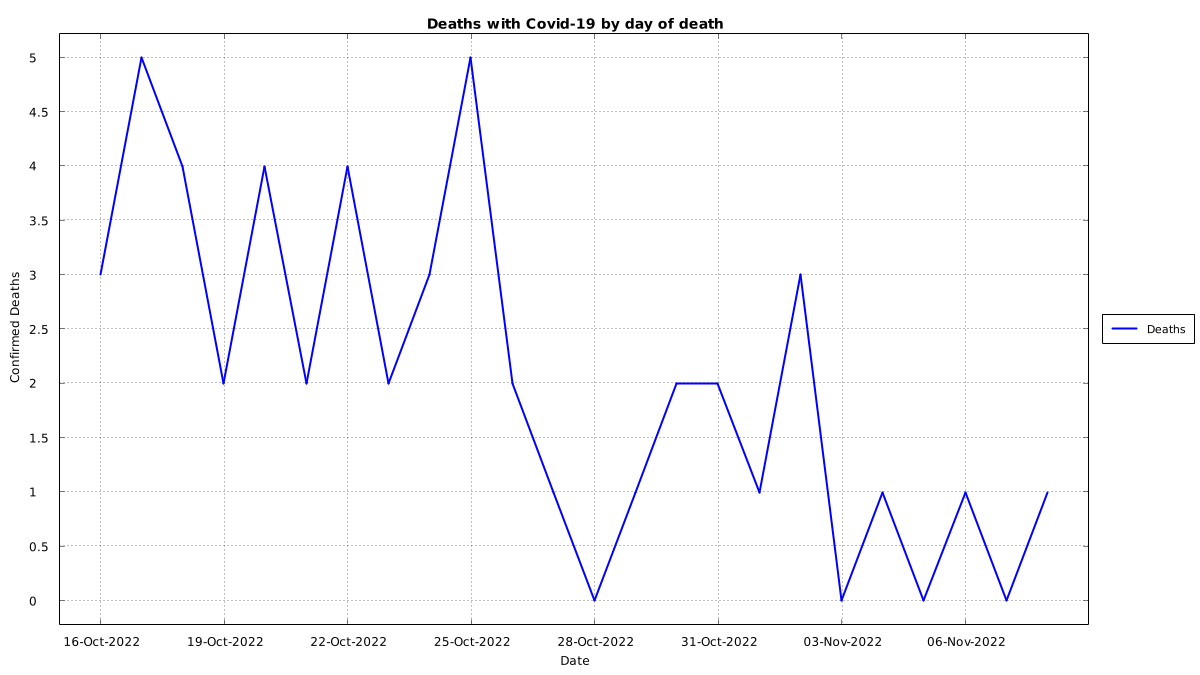 Deaths with Covid-19 by day of death
5
4.5
4
3.5
3
2.5
2
1.5
1
0.5
0
Confirmed Deaths
Deaths
16-Oct-2022 19-Oct-2022 22-Oct-2022 25-Oct-2022 28-Oct-2022 31-Oct-2022 03-Nov-2022 06-Nov-2022
Date